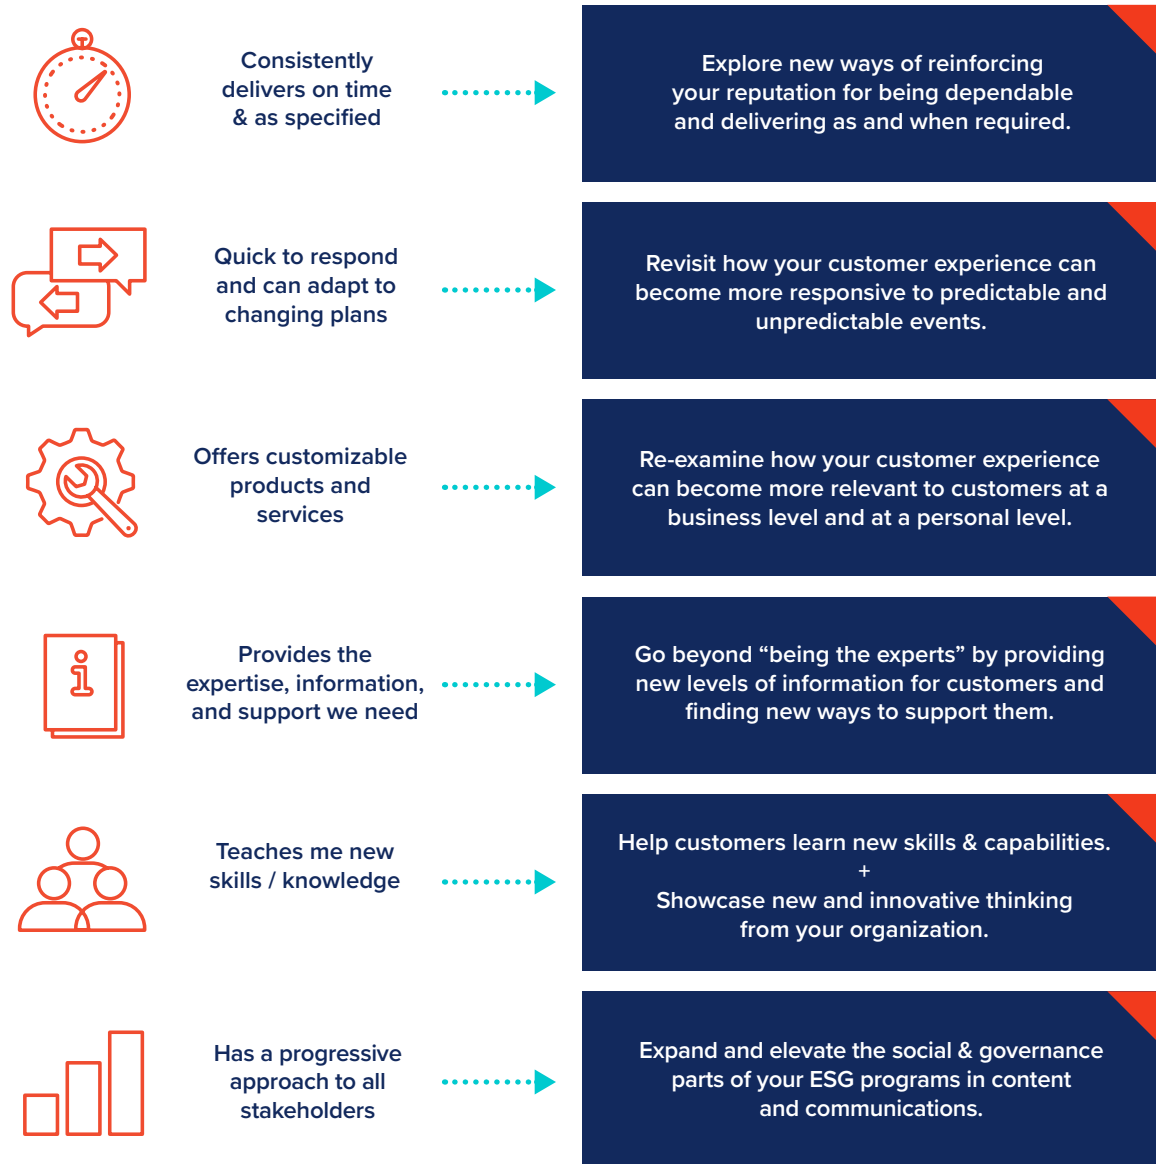 Consistently
delivers on time
& as specified
Explore new ways of reinforcing
your reputation for being dependable
and delivering as and when required.
Quick to respond
and can adapt to
changing plans
Revisit how your customer experience can
become more responsive to predictable and
unpredictable events.
Offers customizable
products and
services
Re-examine how your customer experience
can become more relevant to customers at a
business level and at a personal level.
i
Provides the
expertise, information,
and support we need
Go beyond “being the experts” by providing
new levels of information for customers and
finding new ways to support them.
Teaches me new
skills / knowledge
Help customers learn new skills & capabilities.
+
Showcase new and innovative thinking
from your organization.
Has a progressive
approach to all
stakeholders
Expand and elevate the social & governance
parts of your ESG programs in content
and communications.